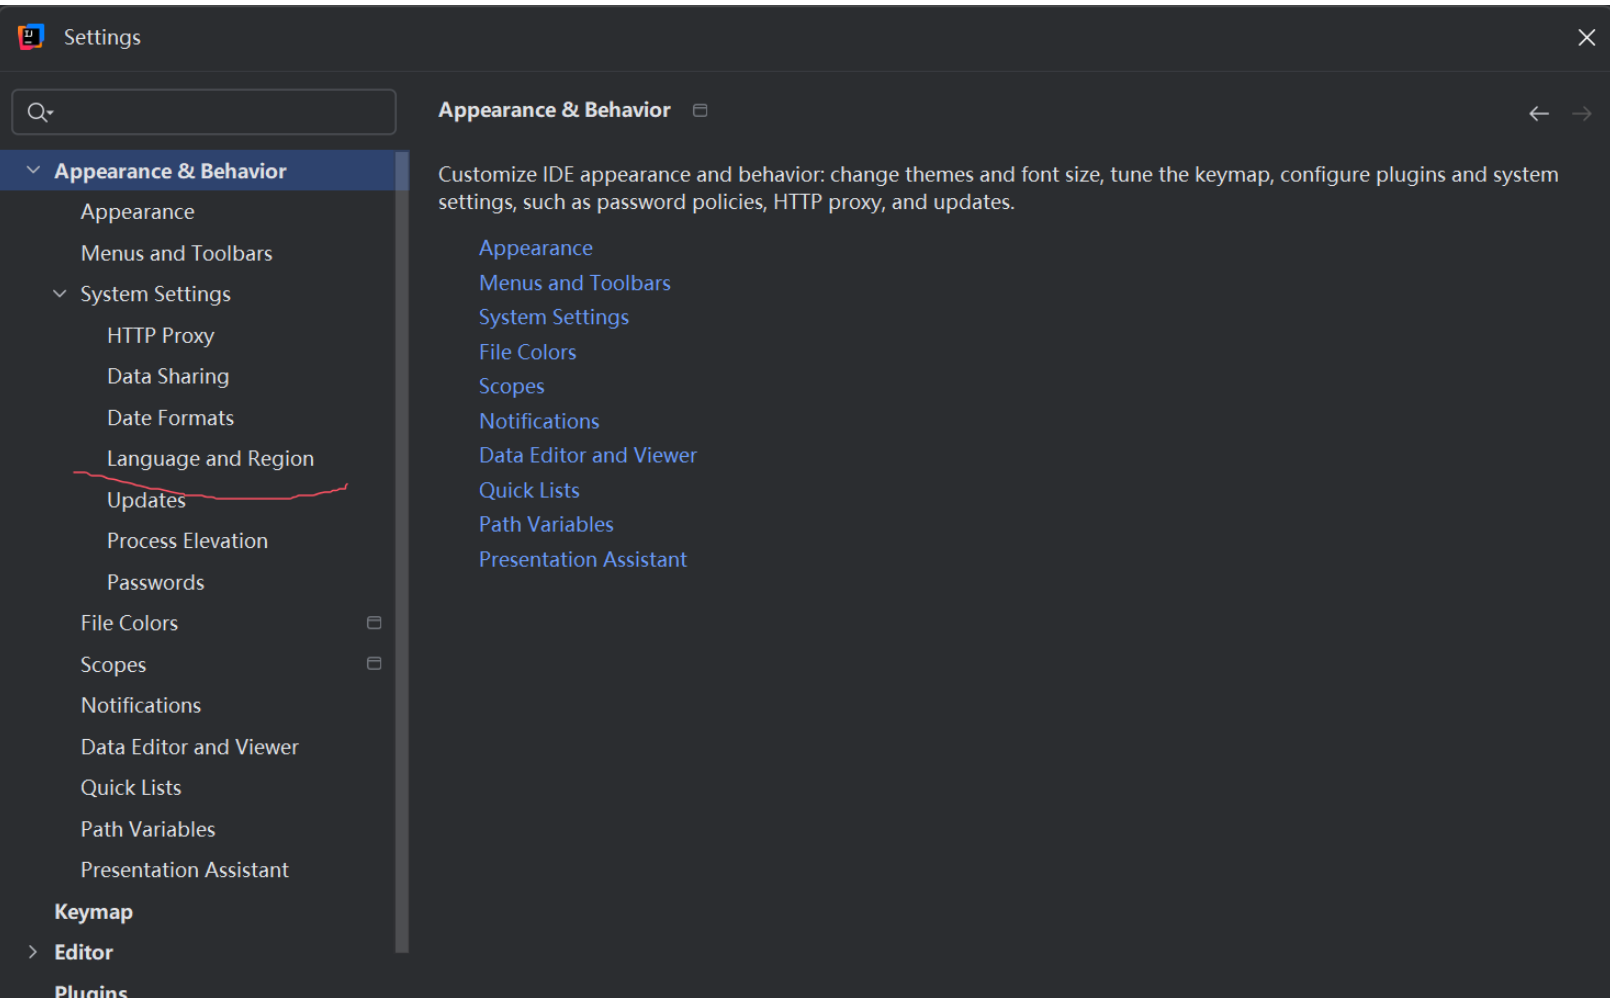 Settings
Appearance & Behavior
Appearance
Menus and Toolbars
System Settings
HTTP Proxy
Data Sharing
Date Formats
Language and Region
Updates
Process Elevation
Passwords
File Colors
Scopes
Notifications
Data Editor and Viewer
Quick Lists
Path Variables
Presentation Assistant
Keymap
Editor
Plugins
Appearance & Behavior
Customize IDE appearance and behavior: change themes and font size, tune the keymap, configure plugins and system
settings, such as password policies, HTTP proxy, and updates.
Appearance
Menus and Toolbars
System Settings
File Colors
Scopes
Notifications
Data Editor and Viewer
Quick Lists
Path Variables
Presentation Assistant